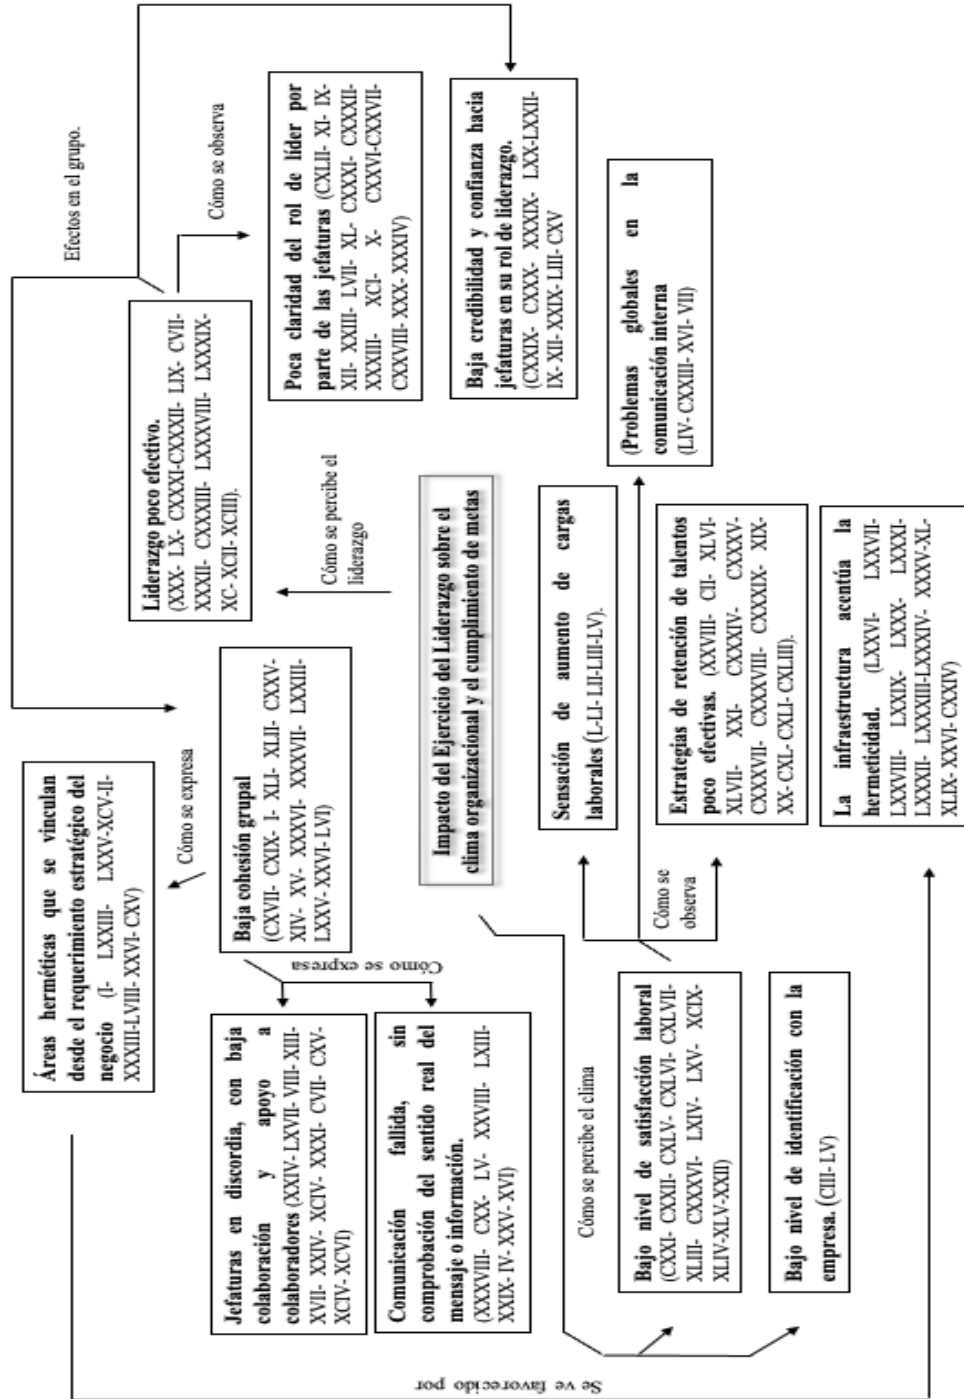 Efectos en el grupo.
Áreas herméticas que se vinculan
desde el requerimiento estratégico del
negocio (I- LXXIII- LXXV-XCV-II-
XXXIII-LVIII- XXVI- CXV)
Cómo se expresa
Liderazgo poco efectivo.
(XXX- LX- CXXXI-CXXXII- LIX- CVII-
XXXII- CXXXIII- LXXXVIII- LXXXIX-
XC- XCII- XCIII).
Cómo se observa
Poca claridad del rol de líder por
parte de las jefaturas (CXLII- XI- IX-
XII- XXIII- LVII- XL- CXXXI- CXXXII-
XXXIII- XCI- X- CXXVI-CXXVII-
CXXVIII- XXX- XXXIV)
Baja cohesión grupal
(CXVII- CXIX- I- XLI- XLII- CXXV-
XIV- XV- XXXVI- XXXVII- LXXIII-
LXXV- XXVI- LVI)
Cómo se percibe el
liderazgo
Baja credibilidad y confianza hacia
jefaturas en su rol de liderazgo.
(CXXIX- CXXX- XXXIX- LXX-LXXII-
IX- XII- XXIX- LIII- CXV
Cómo se expresa
Jefaturas en discordia, con baja
colaboración y apoyo a
colaboradores (XXIV- LXVII- VIII- XIII-
XVII- XXIV- XCIV- XXXI- CVII- CXV-
XCIV- XCVI)
Comunicación fallida, sin
comprobación del sentido real del
mensaje o información.
(XXXVIII- CXX- LV- XXVIII- LXIII-
XXIX- IV- XXV- XVI)
Impacto del Ejercicio del Liderazgo sobre el
clima organizacional y el cumplimiento de metas
Cómo se percibe el clima
Sensación de aumento de cargas
laborales (L-LI- LII-LIII-LV).
(Problemas globales en la
comunicación interna
(LIV- CXXIII- XVI- VII)
Bajo nivel de satisfacción laboral
(CXXI- CXXII- CXLV- CXLVI- CXLVII-
XLIII- CXXXVI- LXIV- LXV- XCIX-
XLIV-XLV-XXII)
Cómo se
observa
Estrategias de retención de talentos
poco efectivas. (XXVIII- CII- XLVI-
XLVII- XXI- CXXXIV- CXXXV-
CXXXVII- CXXXVIII- CXXXIX- XIX-
XX- CXL- CXLI- CXLIII).
Bajo nivel de identificación con la
empresa. (CIII- LV)
La infraestructura acentúa la
hermeticidad. (LXXVI- LXXVII-
LXXVIII- LXXIX- LXXX- LXXXI-
LXXXII- LXXXIII-LXXXIV- XXXV-XL-
XLIX- XXVI- CXXIV)
Se ve favorecido por